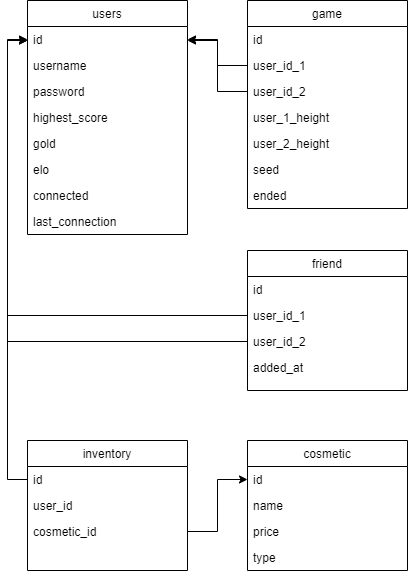 users
id
username
password
highest_score
gold
elo
connected
last_connection
game
id
user_id_1
user_id_2
user_1_height
user_2_height
seed
ended
friend
id
user_id_1
user_id_2
added_at
inventory
id
user_id
cosmetic_id
cosmetic
id
name
price
type